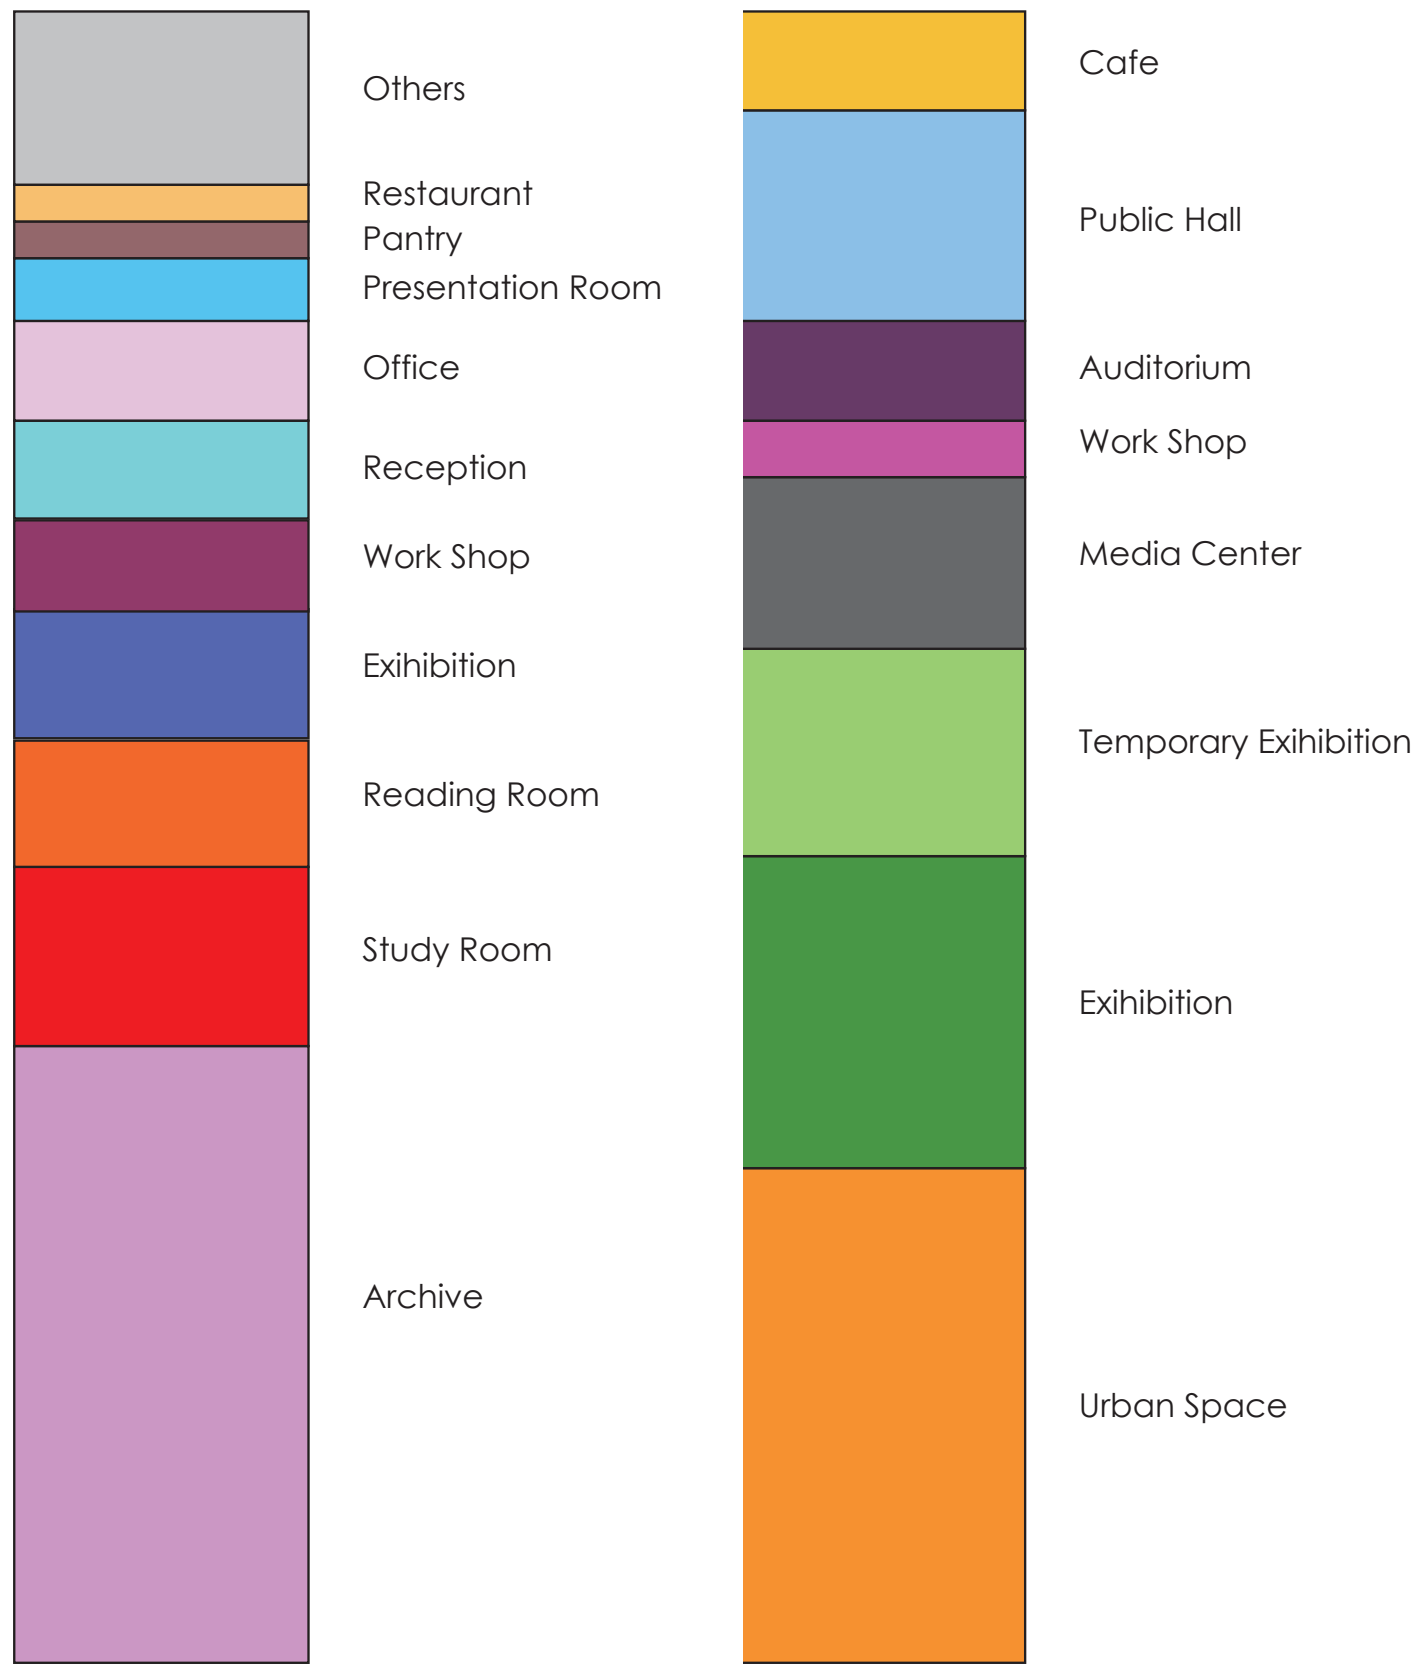 Others
Restaurant
Pantry
Presentation Room
Office
Reception
Work Shop
Exihibition
Reading Room
Study Room
Archive
Cafe
Public Hall
Auditorium
Work Shop
Media Center
Temporary Exihibition
Exihibition
Urban Space